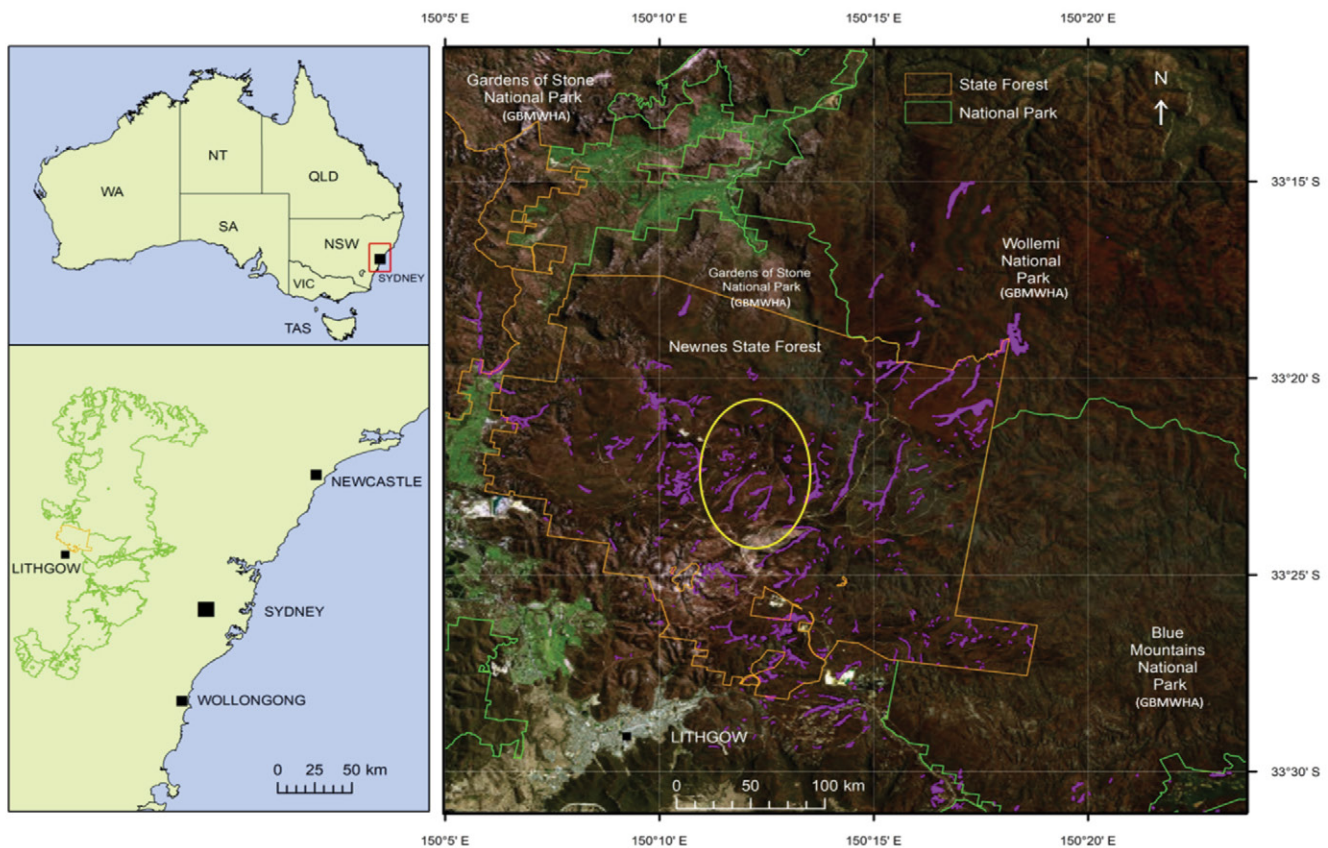 150°5' E
150°10' E
150°15' E
150°20' E
WA
NT
QLD
SA
NSW
SYDNEY
VIC
TAS
NEWCASTLE
LITHGOW
SYDNEY
WOLLONGONG
0 25 50 km
Gardens of Stone
National Park
(GBMWHA)
State Forest
National Park
N
33°15' S
Wollemi
National
Park
(GBMWHA)
Gardens of Stone
National Park
(GBMWHA)
Newnes State Forest
33°20' S
33°25' S
Blue
Mountains
National
Park
(GBMWHA)
LITHGOW
33°30' S
0 50 100 km
150°5' E
150°10' E
150°15' E
150°20' E